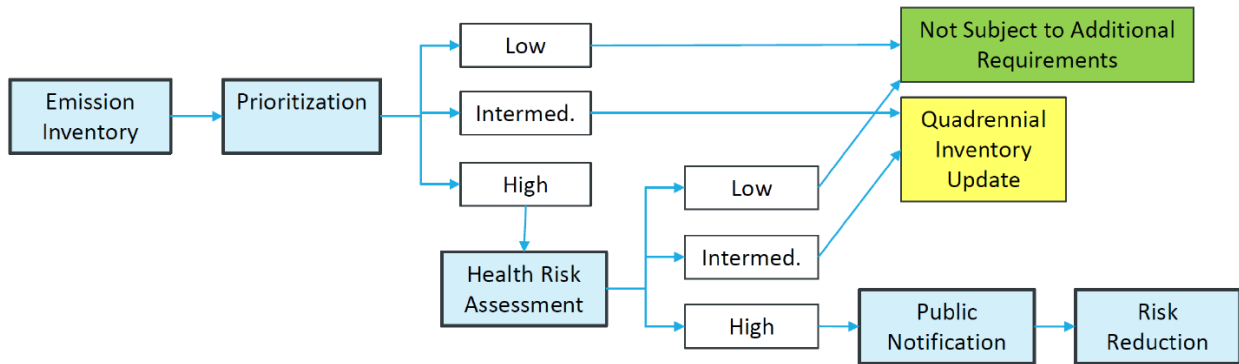 Not Subject to Additional
Requirements
Low
Emission
Inventory
Prioritization
Intermed.
Quadrennial
Inventory
Update
High
Low
Health Risk
Assessment
Intermed.
High
Public
Notification
Risk
Reduction